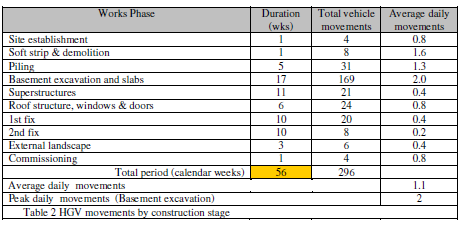 Works Phase Duration (wks) Total vehicle movements Average daily movements
Site establishment 1 4 0.8
Soft strip & demolition 1 8 1.6
Piling 5 31 1.3
Basement excavation and slabs 17 169 2.0
Superstructures 11 21 0.4
Roof structure, windows & doors 6 24 0.8
1st fix 10 20 0.4
2nd fix 10 8 0.2
External landscape 3 6 0.4
Commissioning 1 4 0.8
Total period (calendar weeks) 56 296
Average daily movements 1.1
Peak daily movements (Basement excavation) 2
Table 2 HGV movements by construction stage